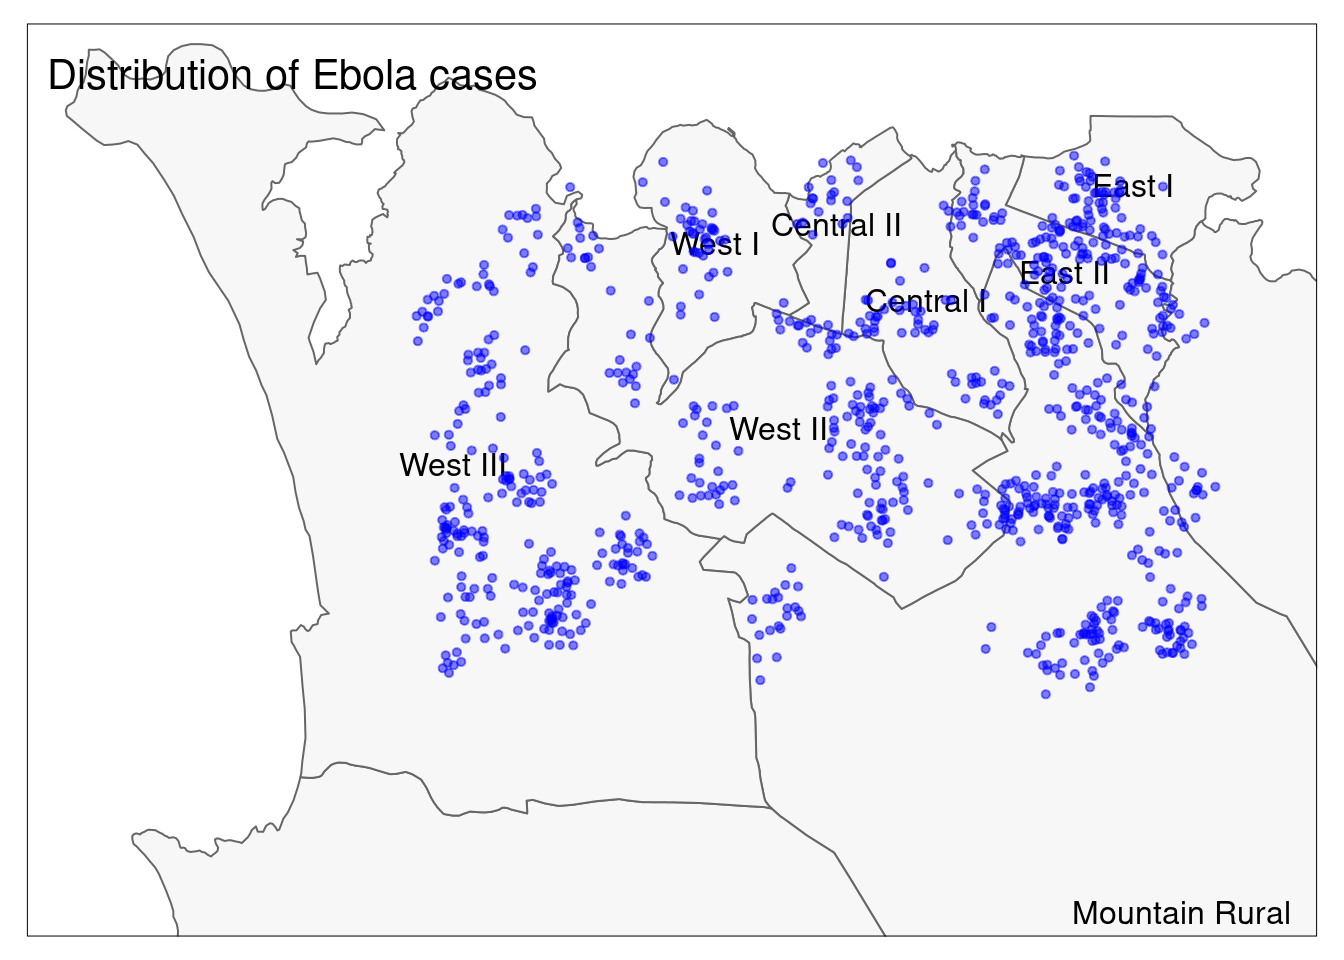 Distribution of Ebola cases
East I
Central II
West I
East II
Central I
West II
West III
Mountain Rural